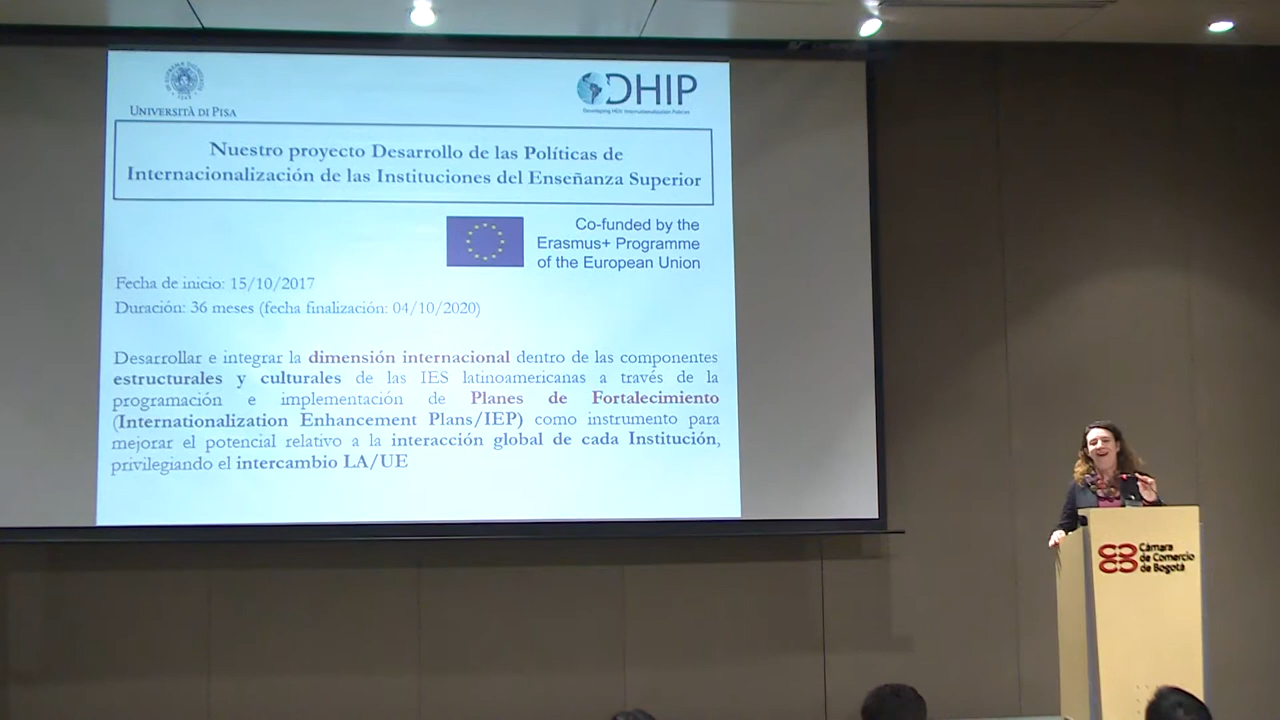 UNIVERSITÀ DI PISA
DHIP
Developing HEIs' Internationalization Policies
Nuestro proyecto Desarrollo de las Políticas de
Internacionalización de las Instituciones del Enseñanza Superior
Co-funded by the
Erasmus+ Programme
of the European Union
Fecha de inicio: 15/10/2017
Duración: 36 meses (fecha finalización: 04/10/2020)
Desarrollar e integrar la dimensión internacional dentro de las componentes
estructurales y culturales de las IES latinoamericanas a través de la
programación e implementación de Planes de Fortalecimiento
(Internationalization Enhancement Plans/IEP) como instrumento para
mejorar el potencial relativo a la interacción global de cada Institución,
privilegiando el intercambio LA/UE
Cámara
de Comercio
de Bogotá